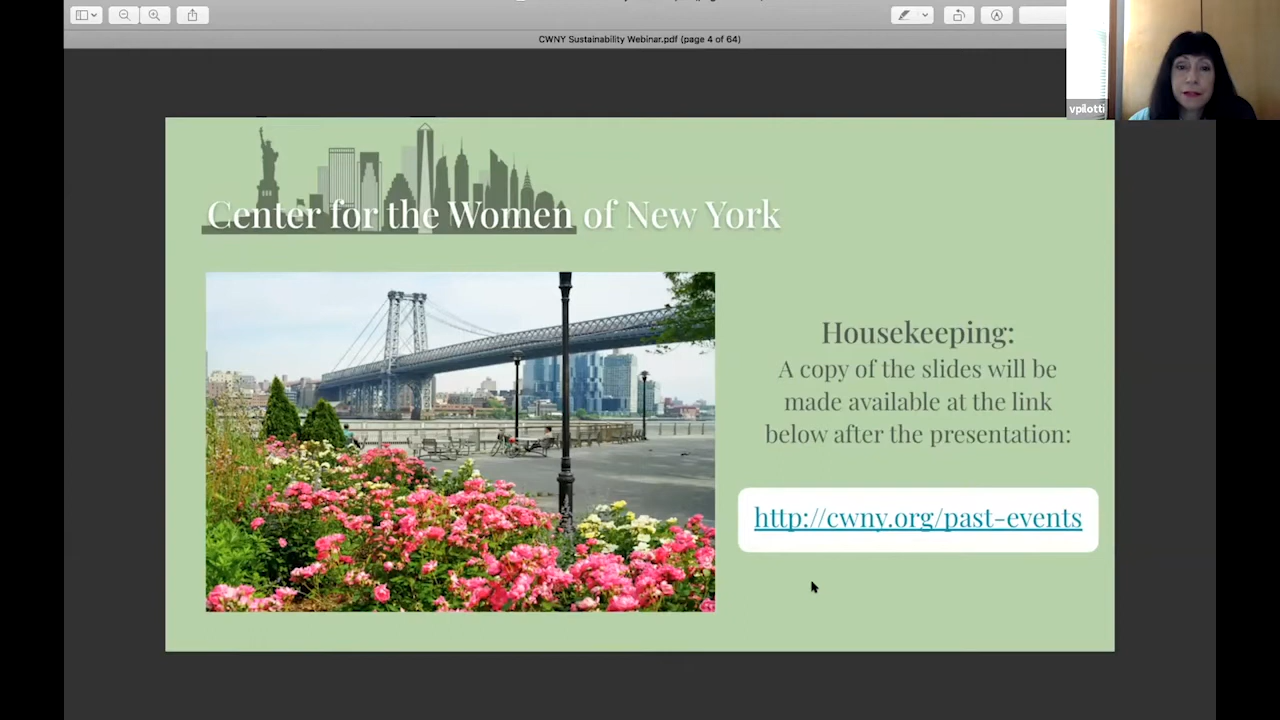 CWNY Sustainability Webinar.pdf (page 4 of 64)
vpilotti
Center for the Women of New York
Housekeeping:
A copy of the slides will be
made available at the link
below after the presentation:
http://cwny.org/past-events